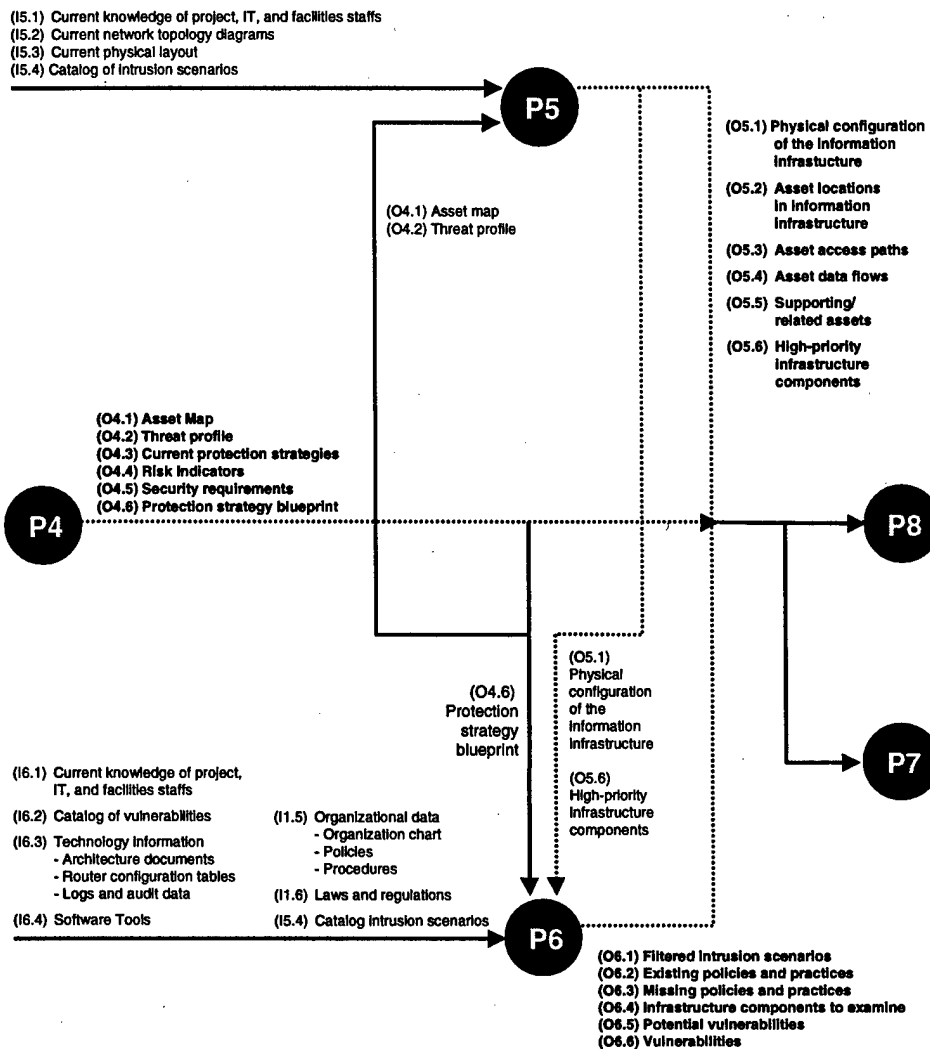 (I5.1) Current knowledge of project, IT, and facilities staffs
(I5.2) Current network topology diagrams
(I5.3) Current physical layout
(I5.4) Catalog of intrusion scenarios
P5
(O5.1) Physical configuration
of the information
infrastucture
(O5.2) Asset locations
in information
infrastructure
(O5.3) Asset access paths
(O5.4) Asset data flows
(O5.5) Supporting/
related assets
(O5.6) High-priority
infrastructure
components
(O4.1) Asset map
(O4.2) Threat profile
(O4.1) Asset Map
(O4.2) Threat profile
(O4.3) Current protection strategies
(O4.4) Risk indicators
(O4.5) Security requirements
(O4.6) Protection strategy blueprint
P4
P8
(O4.6)
Protection
strategy
blueprint
(O5.1)
Physical
configuration
of the
information
infrastructure
(O5.6)
High-priority
infrastructure
components
P7
(I6.1) Current knowledge of project,
IT, and facilities staffs
(I6.2) Catalog of vulnerabilities
(I6.3) Technology information
- Architecture documents
- Router configuration tables
- Logs and audit data
(I6.4) Software Tools
(I1.5) Organizational data
- Organization chart
- Policies
- Procedures
(I1.6) Laws and regulations
(I5.4) Catalog intrusion scenarios
P6
(O6.1) Filtered intrusion scenarios
(O6.2) Existing policies and practices
(O6.3) Missing policies and practices
(O6.4) Infrastructure components to examine
(O6.5) Potential vulnerabilities
(O6.6) Vulnerabilities